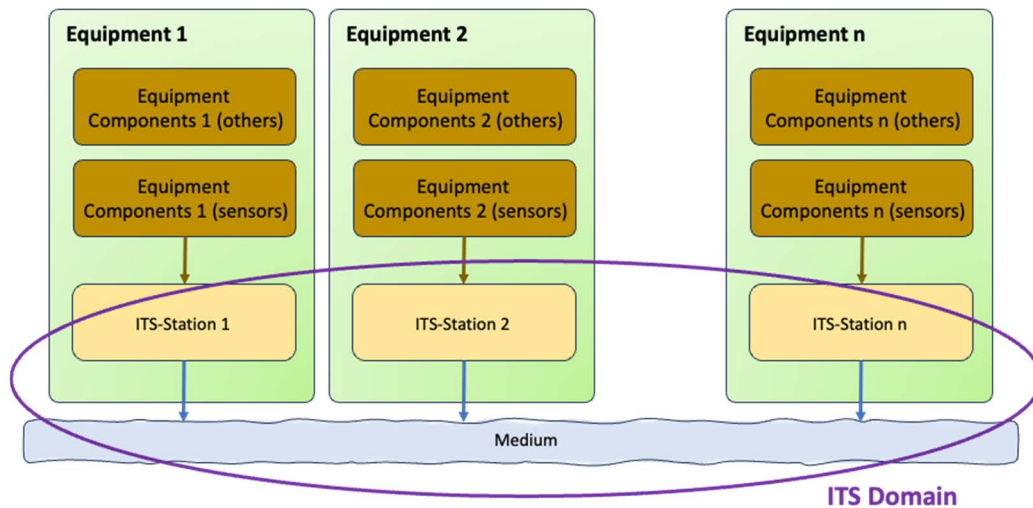 Equipment 1
Equipment
Components 1 (others)
Equipment
Components 1 (sensors)
ITS-Station 1
Equipment 2
Equipment
Components 2 (others)
Equipment
Components 2 (sensors)
ITS-Station 2
Equipment n
Equipment
Components n (others)
Equipment
Components n (sensors)
ITS-Station n
Medium
ITS Domain